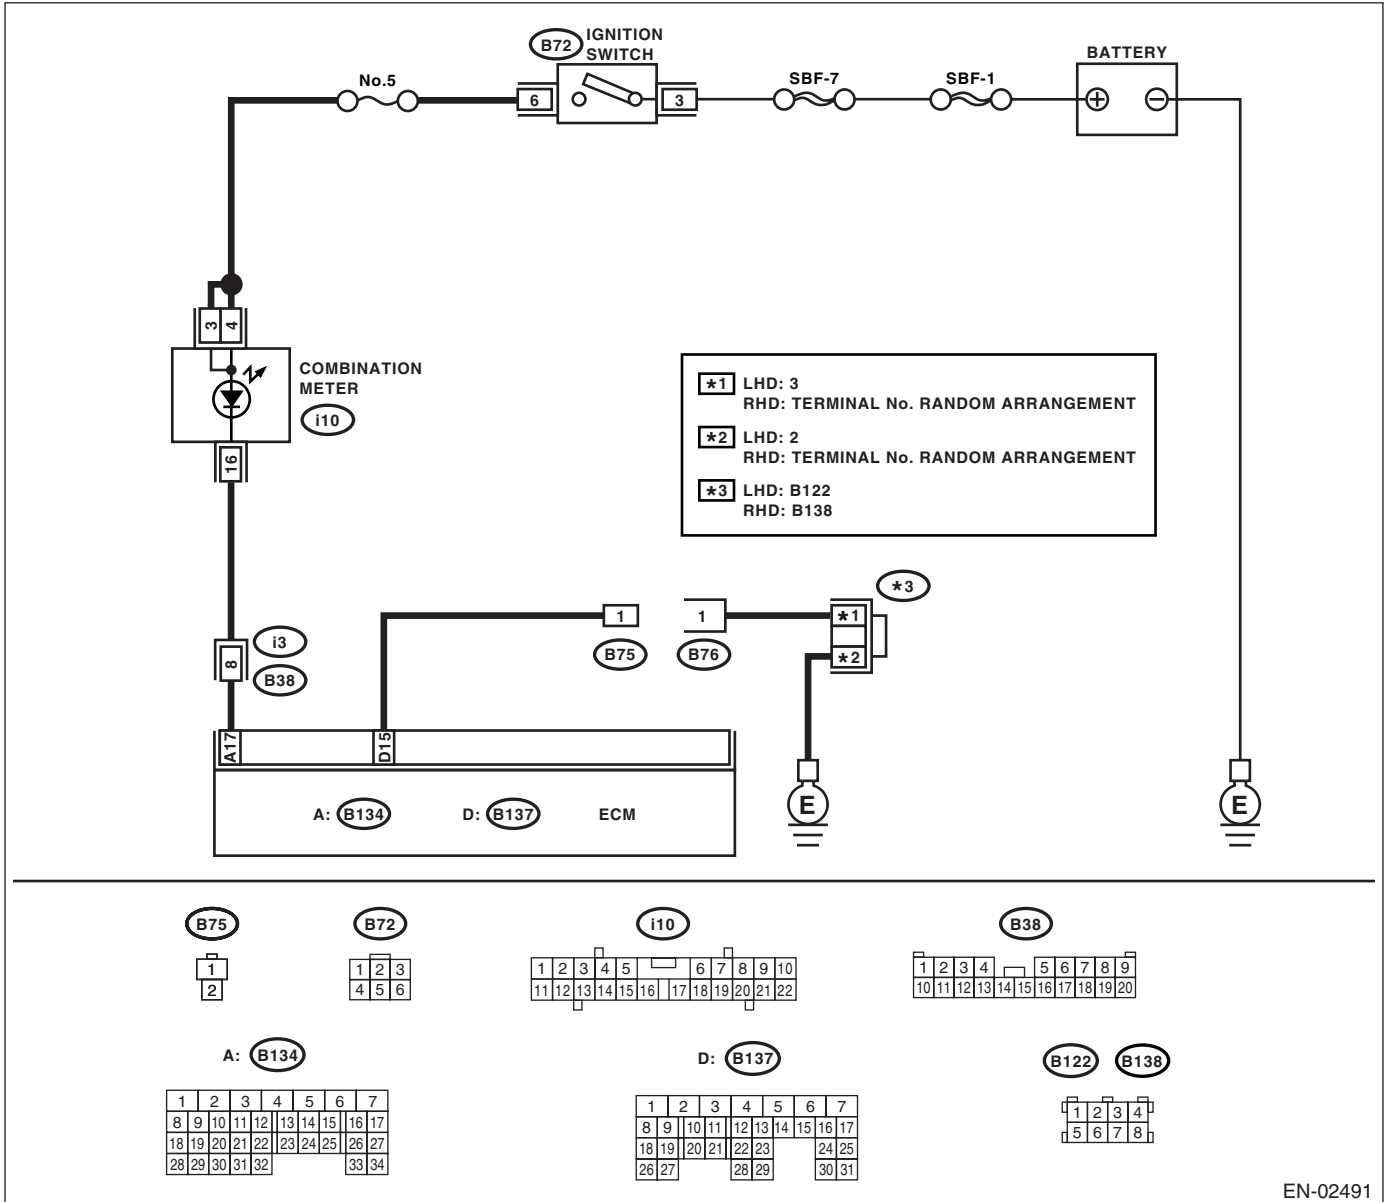 B72
IGNITION
SWITCH
BATTERY
No.5
SBF-7
SBF-1
6
3
+
−
3
4
COMBINATION
METER
i10
16
*1 LHD: 3
RHD: TERMINAL No. RANDOM ARRANGEMENT
*2 LHD: 2
RHD: TERMINAL No. RANDOM ARRANGEMENT
*3 LHD: B122
RHD: B138
*3
1
1
*1
*2
B75
B76
i3
8
B38
A17
D15
A: B134 D: B137 ECM
E
E
B75
B72
i10
B38
1
2
1 2 3
4 5 6
1 2 3 4 5 6 7 8 9 10
11 12 13 14 15 16 17 18 19 20 21 22
1 2 3 4 5 6 7 8 9
10 11 12 13 14 15 16 17 18 19 20
A: B134
D: B137
B122 B138
1 2 3 4 5 6 7
8 9 10 11 12 13 14 15 16 17
18 19 20 21 22 23 24 25 26 27
28 29 30 31 32 33 34
1 2 3 4 5 6 7
8 9 10 11 12 13 14 15 16 17
18 19 20 21 22 23 24 25
26 27 28 29 30 31
1 2 3 4
5 6 7 8
EN-02491